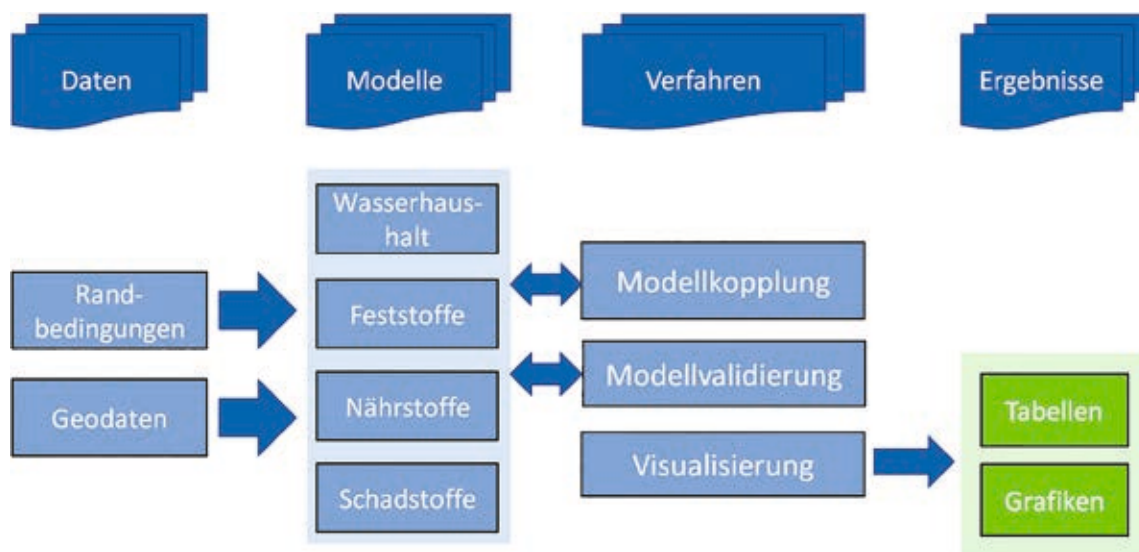 Daten
Modelle
Verfahren
Ergebnisse
Rand-
bedingungen
Geodaten
Wasserhaus-
halt
Feststoffe
Nährstoffe
Schadstoffe
Modellkopplung
Modellvalidierung
Visualisierung
Tabellen
Grafiken